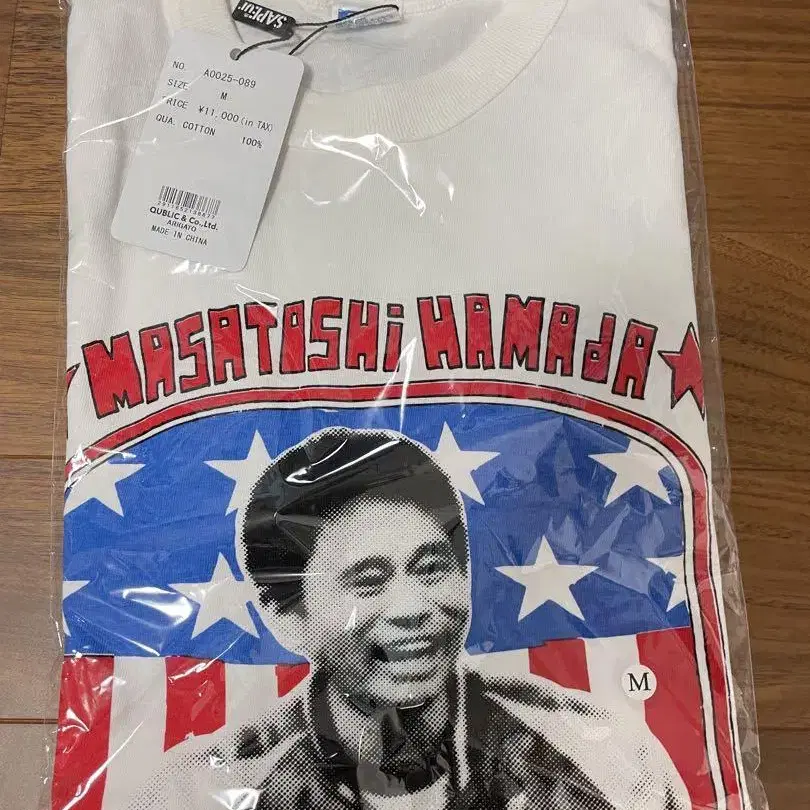 SAPEur
NO. A0025-089
SIZE M
PRICE ¥11,000(in TAX)
QUA. COTTON 100%
QUBLIC & Co.,Ltd.
ARIGATO
MADE IN CHINA
MASATOSHi HAMAdA
M